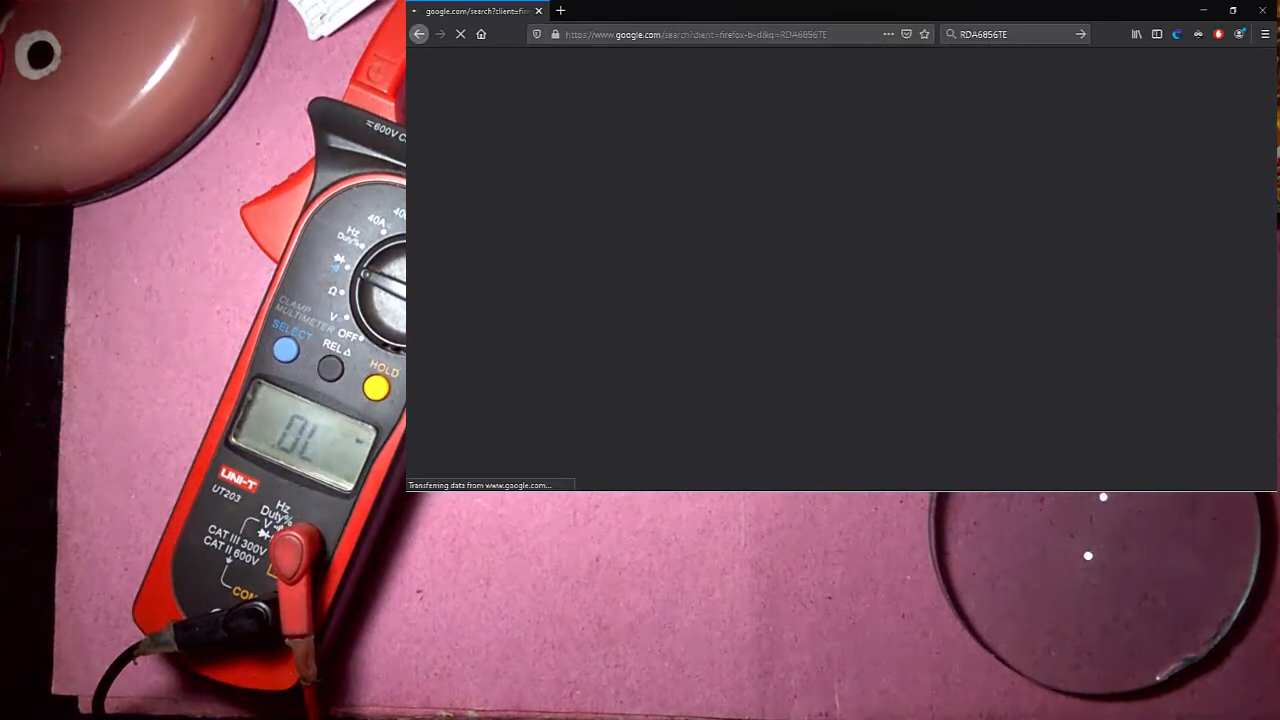 google.com/search?client=fir
https://www.google.com/search?client=firefox-b-d&q=RDA6856TE
RDA6856TE
Transferring data from www.google.com...
≂600V C
40A
Hz
Duty%
Ω
V
OFF
CLAMP
MULTIMETER
SELECT
REL Δ
HOLD
.0L
UNI-T
UT203
Hz
Duty%
V
CAT III 300V
CAT II 600V
COM